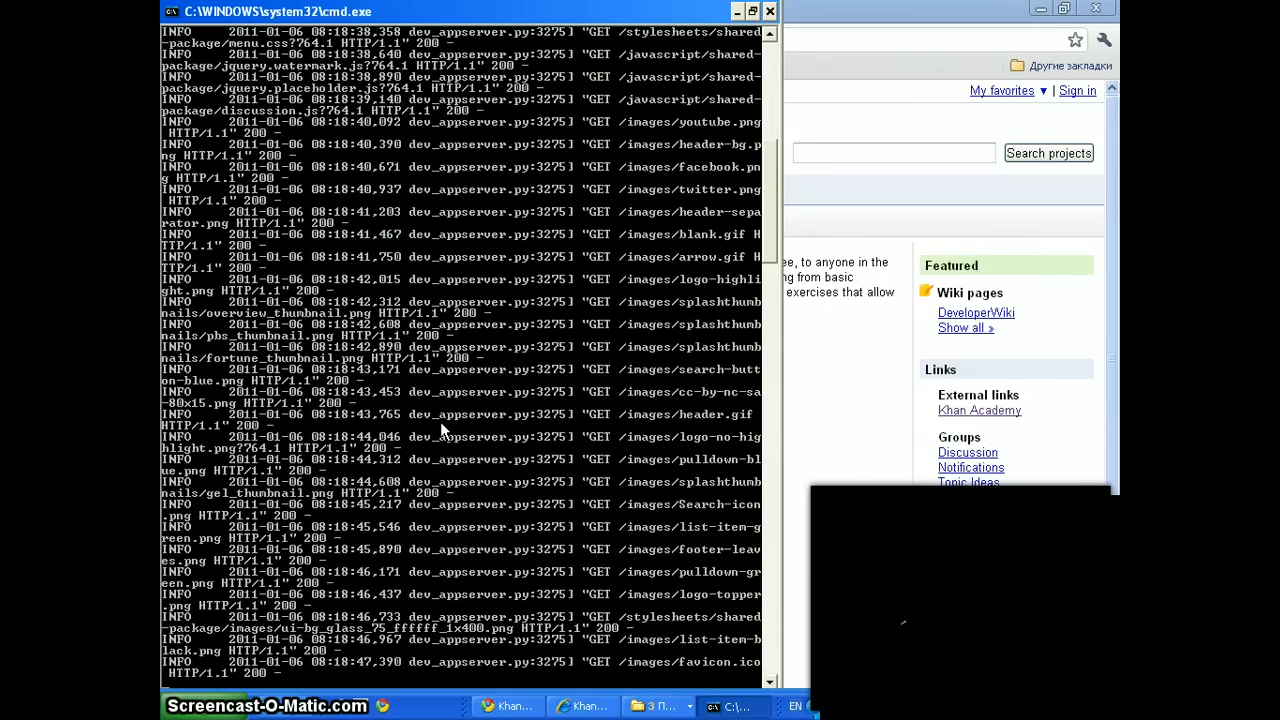 C:\WINDOWS\system32\cmd.exe
INFO     2011-01-06 08:18:38,358 dev_appserver.py:3275] "GET /stylesheets/shared
-package/menu.css?764.1 HTTP/1.1" 200 -
INFO     2011-01-06 08:18:38,640 dev_appserver.py:3275] "GET /javascript/shared-
package/jquery.watermark.js?764.1 HTTP/1.1" 200 -
INFO     2011-01-06 08:18:38,890 dev_appserver.py:3275] "GET /javascript/shared-
package/jquery.placeholder.js?764.1 HTTP/1.1" 200 -
INFO     2011-01-06 08:18:39,140 dev_appserver.py:3275] "GET /javascript/shared-
package/discussion.js?764.1 HTTP/1.1" 200 -
INFO     2011-01-06 08:18:40,092 dev_appserver.py:3275] "GET /images/youtube.png
 HTTP/1.1" 200 -
INFO     2011-01-06 08:18:40,390 dev_appserver.py:3275] "GET /images/header-bg.p
ng HTTP/1.1" 200 -
INFO     2011-01-06 08:18:40,671 dev_appserver.py:3275] "GET /images/facebook.pn
g HTTP/1.1" 200 -
INFO     2011-01-06 08:18:40,937 dev_appserver.py:3275] "GET /images/twitter.png
 HTTP/1.1" 200 -
INFO     2011-01-06 08:18:41,203 dev_appserver.py:3275] "GET /images/header-sepa
rator.png HTTP/1.1" 200 -
INFO     2011-01-06 08:18:41,467 dev_appserver.py:3275] "GET /images/blank.gif H
TTP/1.1" 200 -
INFO     2011-01-06 08:18:41,750 dev_appserver.py:3275] "GET /images/arrow.gif H
TTP/1.1" 200 -
INFO     2011-01-06 08:18:42,015 dev_appserver.py:3275] "GET /images/logo-highli
ght.png HTTP/1.1" 200 -
INFO     2011-01-06 08:18:42,312 dev_appserver.py:3275] "GET /images/splashthumb
nails/overview_thumbnail.png HTTP/1.1" 200 -
INFO     2011-01-06 08:18:42,608 dev_appserver.py:3275] "GET /images/splashthumb
nails/pbs_thumbnail.png HTTP/1.1" 200 -
INFO     2011-01-06 08:18:42,890 dev_appserver.py:3275] "GET /images/splashthumb
nails/fortune_thumbnail.png HTTP/1.1" 200 -
INFO     2011-01-06 08:18:43,171 dev_appserver.py:3275] "GET /images/search-butt
on-blue.png HTTP/1.1" 200 -
INFO     2011-01-06 08:18:43,453 dev_appserver.py:3275] "GET /images/cc-by-nc-sa
-80x15.png HTTP/1.1" 200 -
INFO     2011-01-06 08:18:43,765 dev_appserver.py:3275] "GET /images/header.gif
HTTP/1.1" 200 -
INFO     2011-01-06 08:18:44,046 dev_appserver.py:3275] "GET /images/logo-no-hig
hlight.png?764.1 HTTP/1.1" 200 -
INFO     2011-01-06 08:18:44,312 dev_appserver.py:3275] "GET /images/pulldown-bl
ue.png HTTP/1.1" 200 -
INFO     2011-01-06 08:18:44,608 dev_appserver.py:3275] "GET /images/splashthumb
nails/gel_thumbnail.png HTTP/1.1" 200 -
INFO     2011-01-06 08:18:45,217 dev_appserver.py:3275] "GET /images/Search-icon
.png HTTP/1.1" 200 -
INFO     2011-01-06 08:18:45,546 dev_appserver.py:3275] "GET /images/list-item-g
reen.png HTTP/1.1" 200 -
INFO     2011-01-06 08:18:45,890 dev_appserver.py:3275] "GET /images/footer-leav
es.png HTTP/1.1" 200 -
INFO     2011-01-06 08:18:46,171 dev_appserver.py:3275] "GET /images/pulldown-gr
een.png HTTP/1.1" 200 -
INFO     2011-01-06 08:18:46,437 dev_appserver.py:3275] "GET /images/logo-topper
.png HTTP/1.1" 200 -
INFO     2011-01-06 08:18:46,733 dev_appserver.py:3275] "GET /stylesheets/shared
-package/images/ui-bg_glass_75_ffffff_1x400.png HTTP/1.1" 200 -
INFO     2011-01-06 08:18:46,967 dev_appserver.py:3275] "GET /images/list-item-b
lack.png HTTP/1.1" 200 -
INFO     2011-01-06 08:18:47,390 dev_appserver.py:3275] "GET /images/favicon.ico
 HTTP/1.1" 200 -
Другие закладки
My favorites ▼ | Sign in
Search projects
ee, to anyone in the
ng from basic
exercises that allow
Featured
Wiki pages
DeveloperWiki
Show all »
Links
External links
Khan Academy
Groups
Discussion
Notifications
Topic Ideas
Screencast-O-Matic.com
Khan...
Khan...
3 П...
C:\...
EN